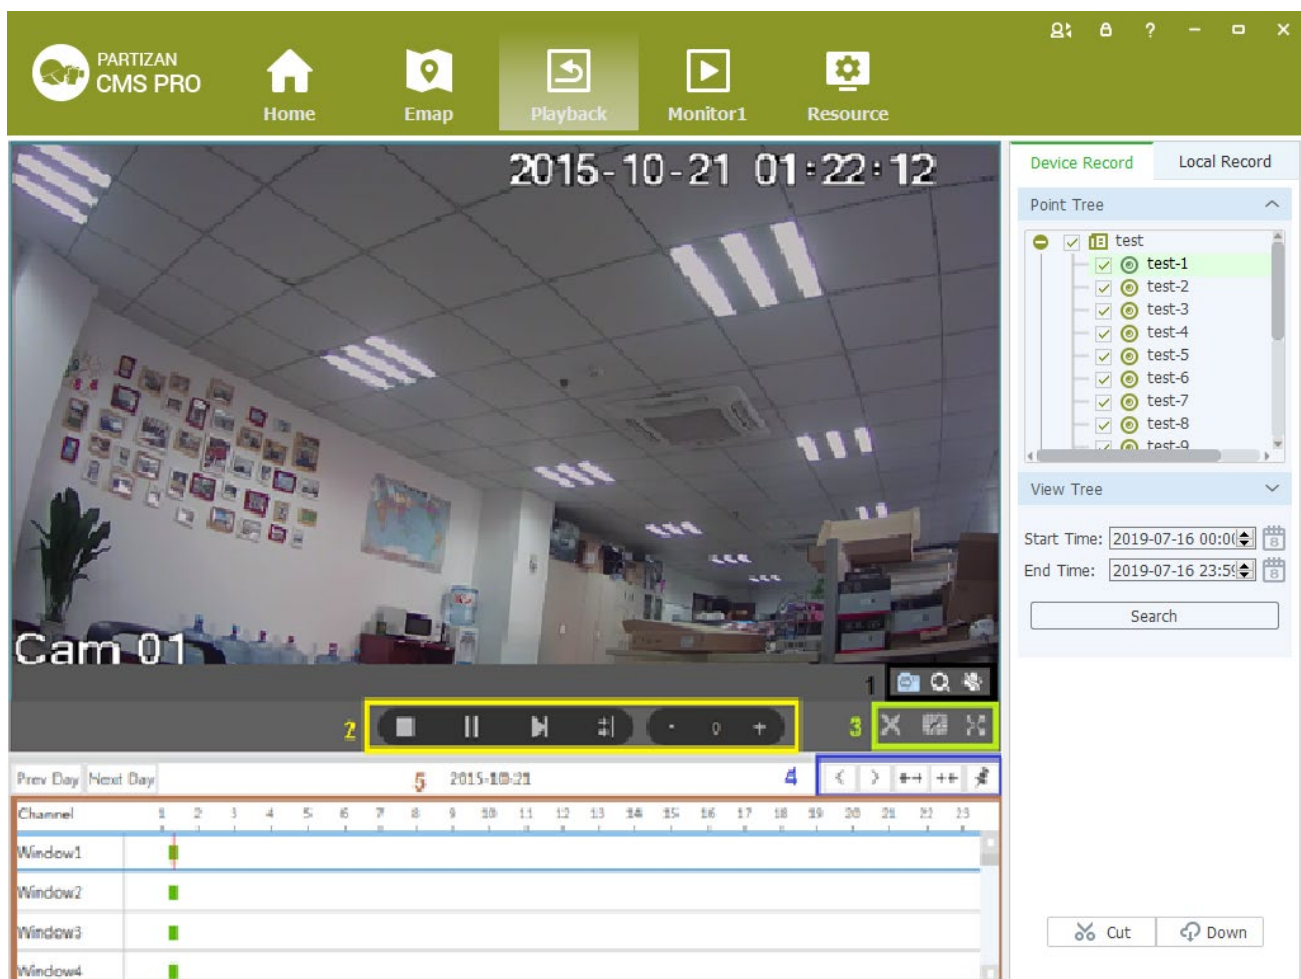 PARTIZAN
CMS PRO
Home
Emap
Playback
Monitor1
Resource
2015-10-21 01:22:12
Cam 01
1
2
0
3
Prev Day
Next Day
5
2015-10-21
4
Channel 1 2 3 4 5 6 7 8 9 10 11 12 13 14 15 16 17 18 19 20 21 22 23
Window1
Window2
Window3
Window4
Device Record
Local Record
Point Tree
test
test-1
test-2
test-3
test-4
test-5
test-6
test-7
test-8
test-9
View Tree
Start Time: 2019-07-16 00:00
End Time: 2019-07-16 23:59
Search
Cut
Down